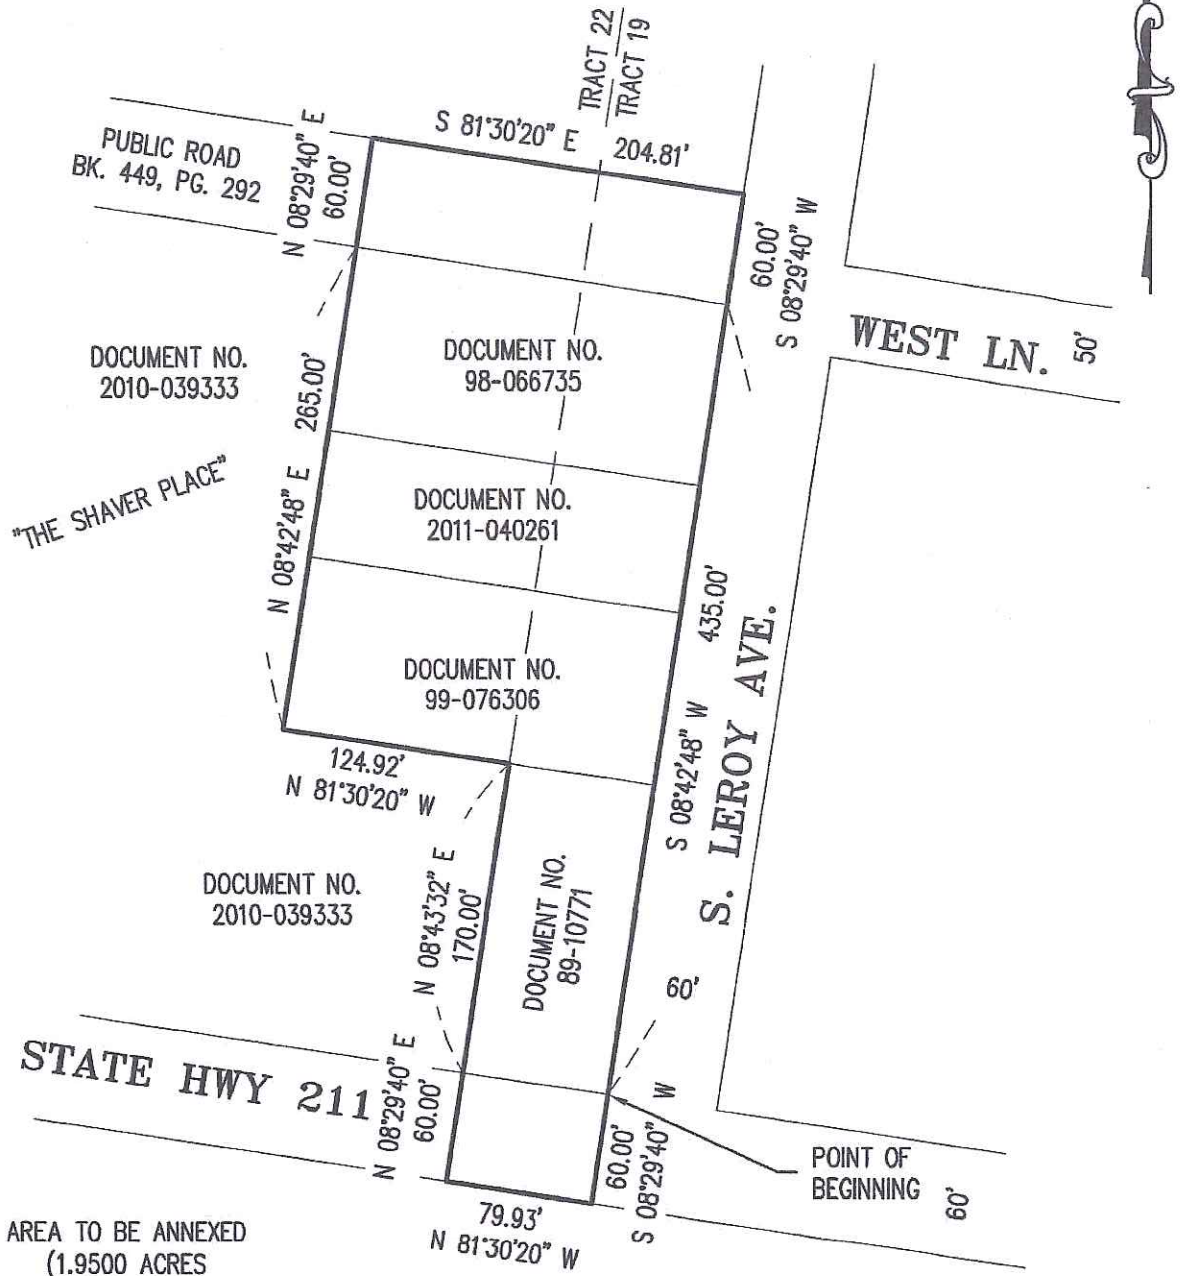 TRACT 22
TRACT 19
S 81°30'20" E 204.81'
PUBLIC ROAD
BK. 449, PG. 292
N 08°29'40" E
60.00'
60.00'
S 08°29'40" W
WEST LN. 50'
DOCUMENT NO.
2010-039333
DOCUMENT NO.
98-066735
N 08°42'48" E 265.00'
"THE SHAVER PLACE"
DOCUMENT NO.
2011-040261
435.00'
S 08°42'48" W
S. LEROY AVE.
DOCUMENT NO.
99-076306
124.92'
N 81°30'20" W
DOCUMENT NO.
2010-039333
N 08°43'32" E
170.00'
DOCUMENT NO.
89-10771
60'
STATE HWY 211
N 08°29'40" E
60.00'
60.00'
S 08°29'40" W
POINT OF
BEGINNING
60'
79.93'
N 81°30'20" W
AREA TO BE ANNEXED
(1.9500 ACRES